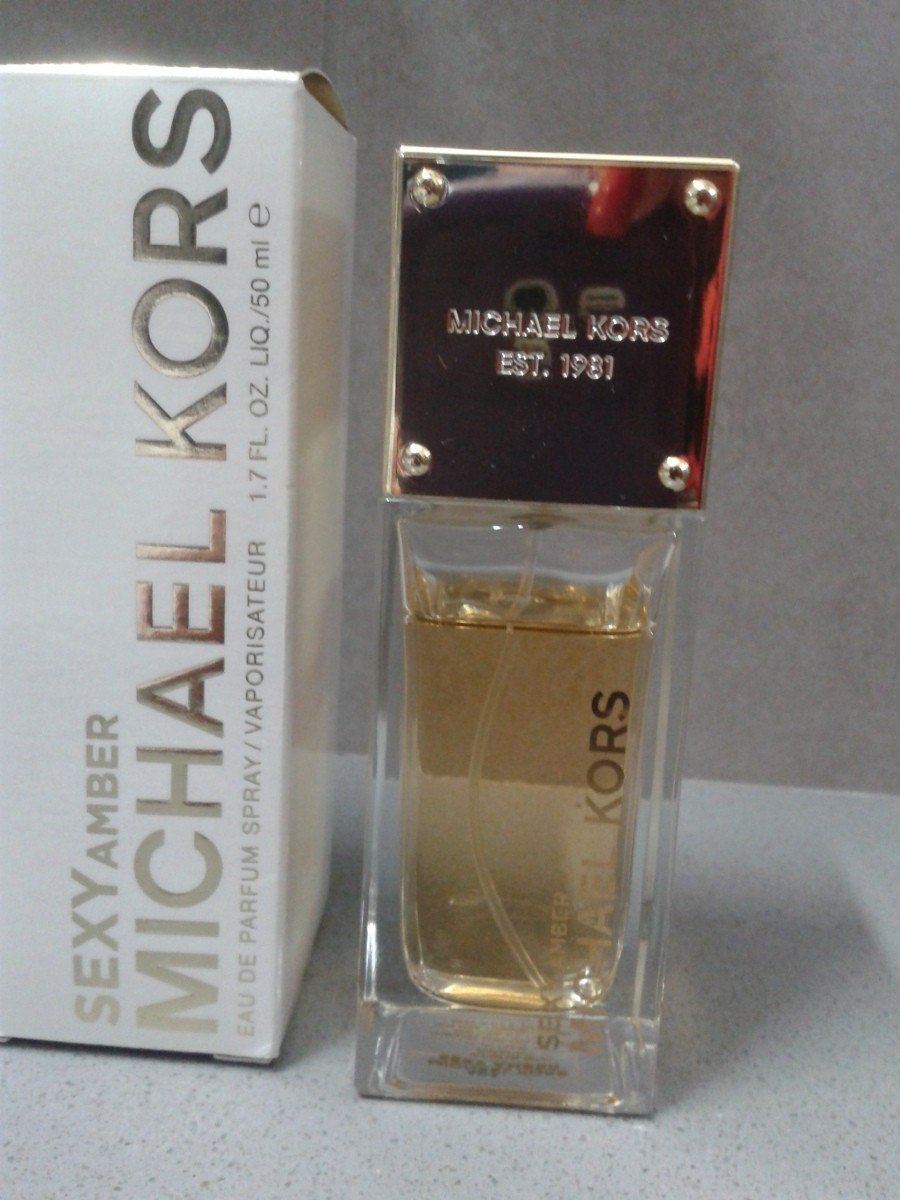 SEXY AMBER
MICHAEL KORS
EAU DE PARFUM SPRAY/VAPORISATEUR 1.7 FL. OZ. LIQ./50 ml ℮
MICHAEL KORS
EST. 1981
SEXY AMBER
MICHAEL KORS